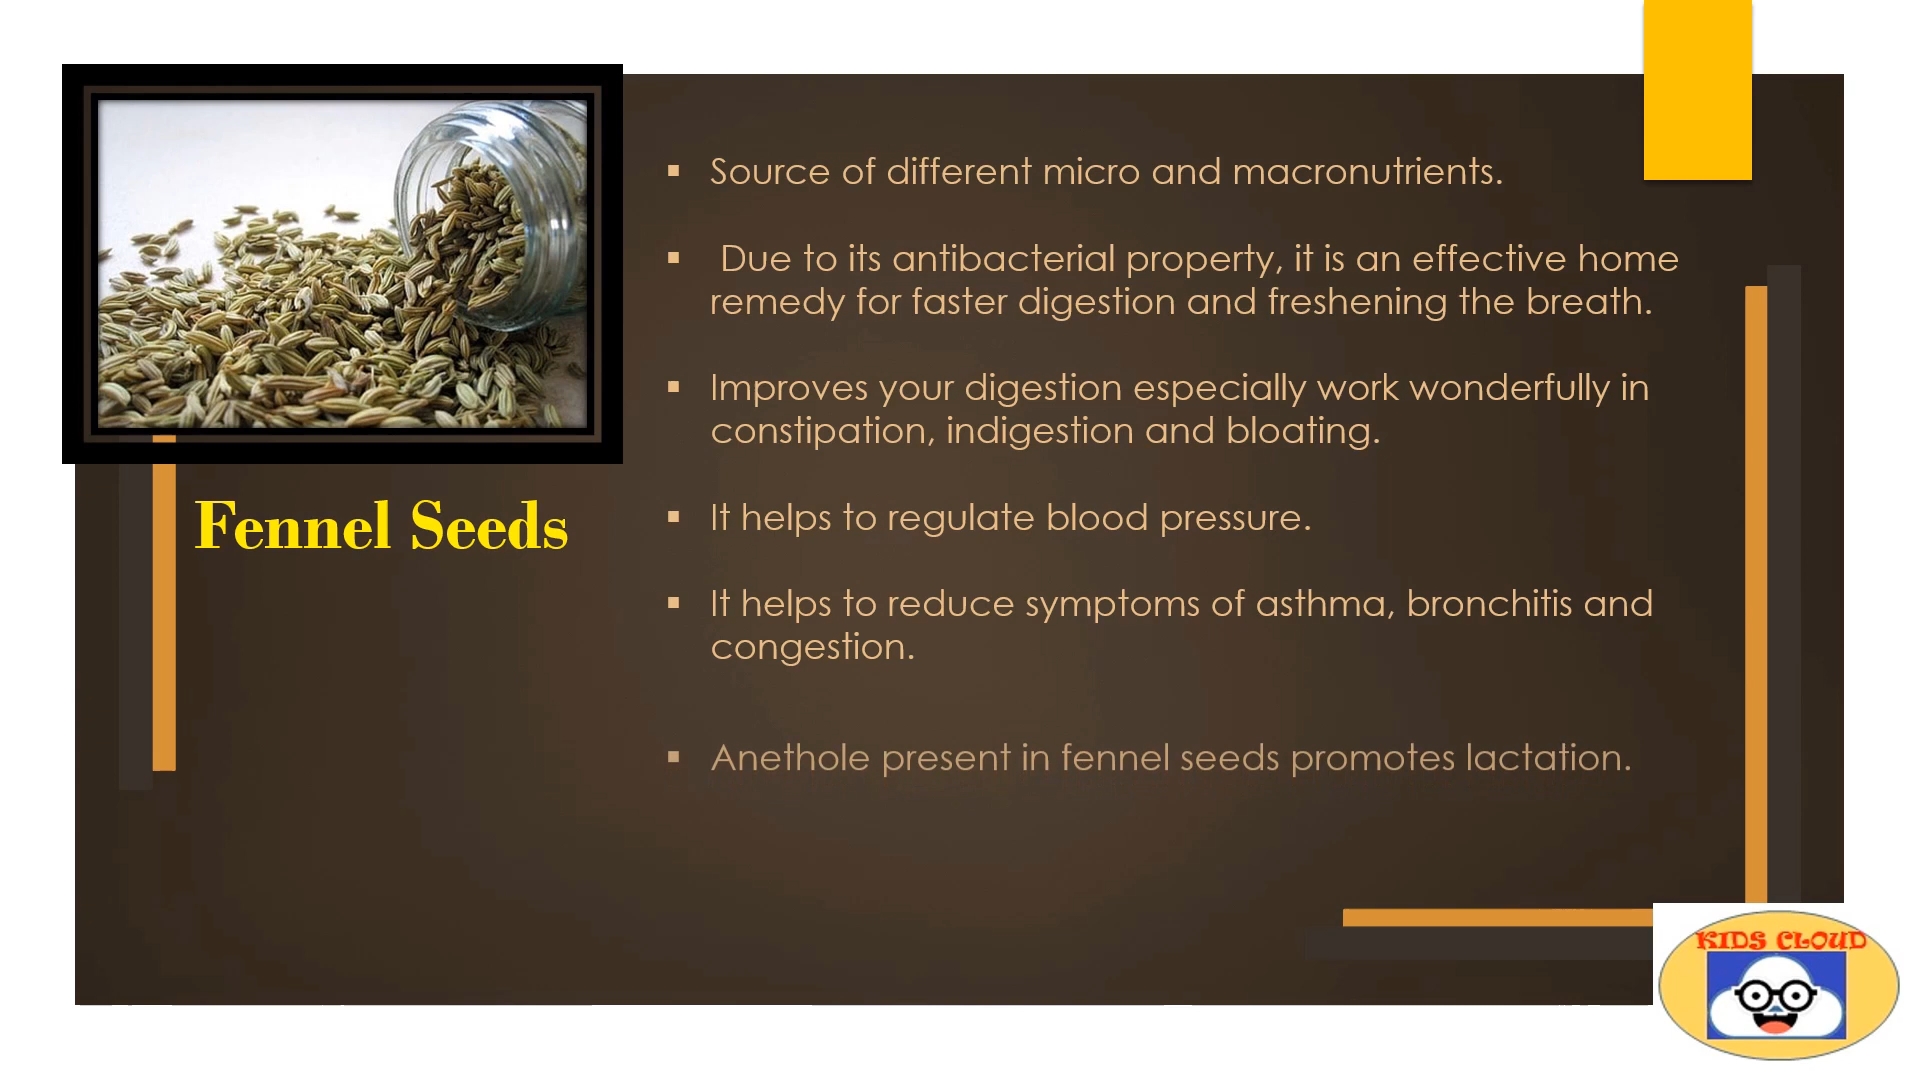 Fennel Seeds
▪ Source of different micro and macronutrients.
▪ Due to its antibacterial property, it is an effective home
remedy for faster digestion and freshening the breath.
▪ Improves your digestion especially work wonderfully in
constipation, indigestion and bloating.
▪ It helps to regulate blood pressure.
▪ It helps to reduce symptoms of asthma, bronchitis and
congestion.
▪ Anethole present in fennel seeds promotes lactation.
KIDS CLOUD